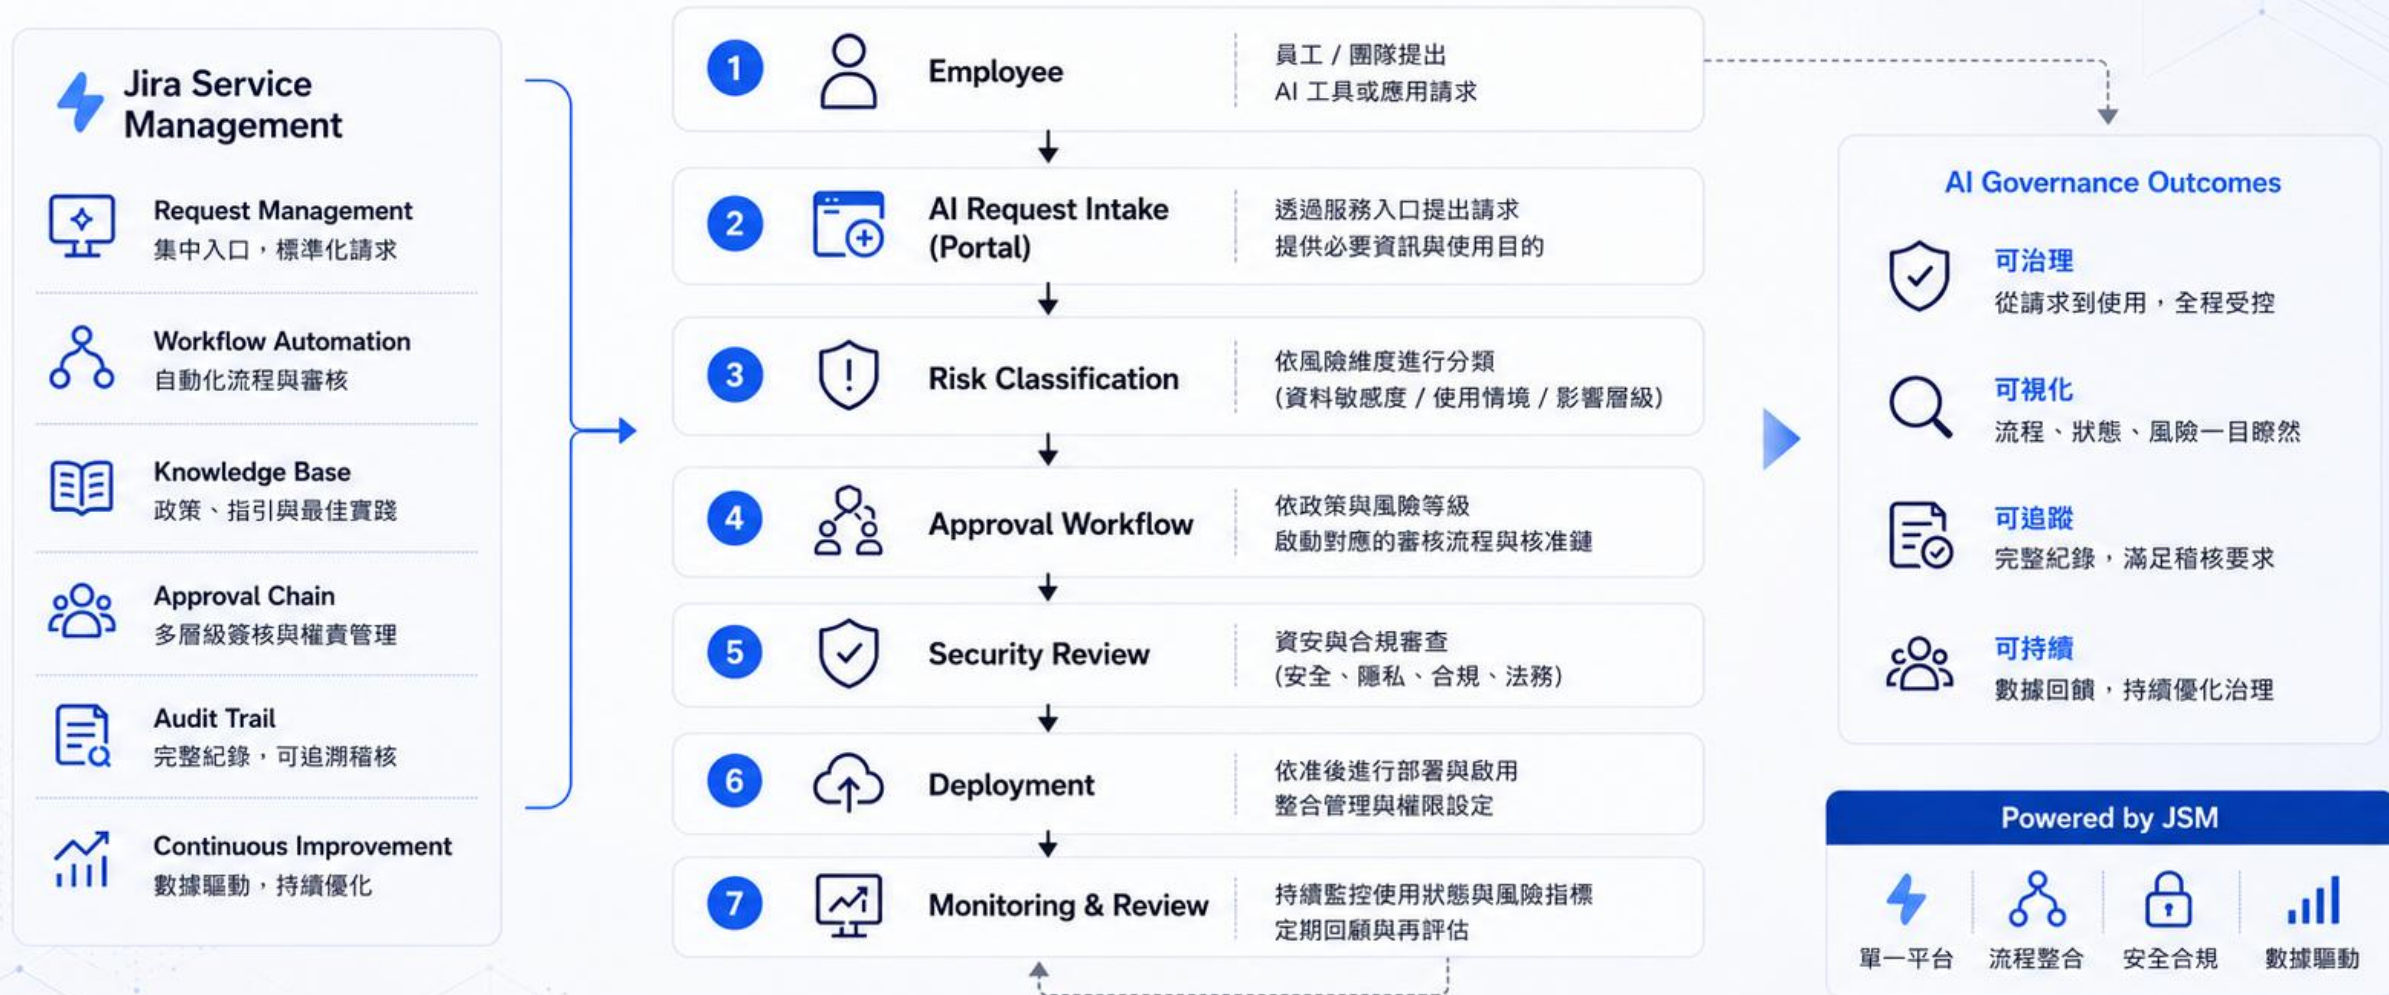 Jira Service
Management
Request Management
集中入口，標準化請求
Workflow Automation
自動化流程與審核
Knowledge Base
政策、指引與最佳實踐
Approval Chain
多層級簽核與權責管理
Audit Trail
完整紀錄，可追溯稽核
Continuous Improvement
數據驅動，持續優化
1
Employee
員工 / 團隊提出
AI 工具或應用請求
2
AI Request Intake
(Portal)
透過服務入口提出請求
提供必要資訊與使用目的
3
Risk Classification
依風險維度進行分類
(資料敏感度 / 使用情境 / 影響層級)
4
Approval Workflow
依政策與風險等級
啟動對應的審核流程與核准鏈
5
Security Review
資安與合規審查
(安全、隱私、合規、法務)
6
Deployment
依准後進行部署與啟用
整合管理與權限設定
7
Monitoring & Review
持續監控使用狀態與風險指標
定期回顧與再評估
AI Governance Outcomes
可治理
從請求到使用，全程受控
可視化
流程、狀態、風險一目瞭然
可追蹤
完整紀錄，滿足稽核要求
可持續
數據回饋，持續優化治理
Powered by JSM
單一平台
流程整合
安全合規
數據驅動